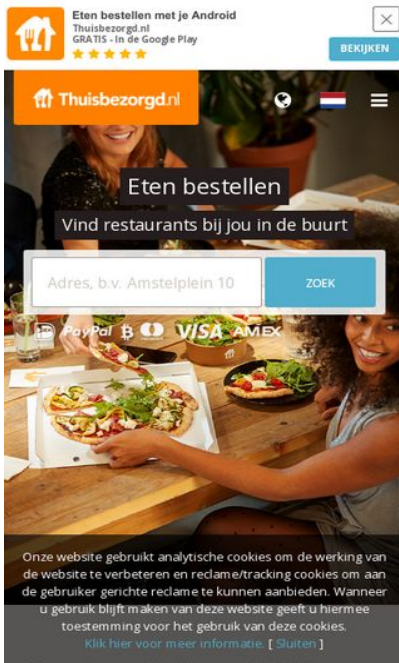 Eten bestellen met je Android
Thuisbezorgd.nl
GRATIS - In de Google Play
BEKIJKEN
Thuisbezorgd.nl
Eten bestellen
Vind restaurants bij jou in de buurt
Adres, b.v. Amstelplein 10
ZOEK
iD PayPal VISA AMEX
Onze website gebruikt analytische cookies om de werking van
de website te verbeteren en reclame/tracking cookies om aan
de gebruiker gerichte reclame te kunnen aanbieden. Wanneer
u gebruik blijft maken van deze website geeft u hiermee
toestemming voor het gebruik van deze cookies.
Klik hier voor meer informatie. [ Sluiten ]